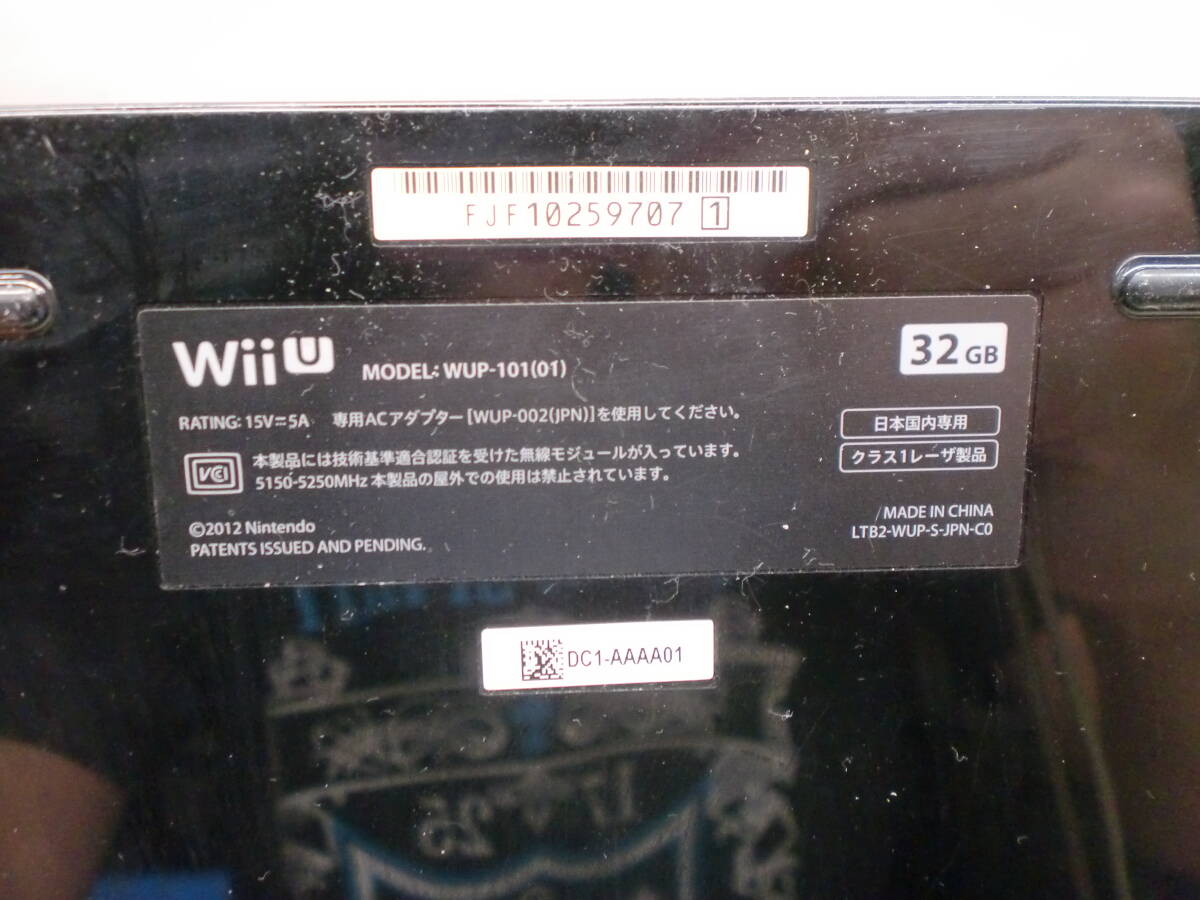 FJF10259707 1
Wii U MODEL: WUP-101(01) 32GB
RATING: 15V⎓5A 専用ACアダプター[WUP-002(JPN)]を使用してください。
日本国内専用
VCI 本製品には技術基準適合認証を受けた無線モジュールが入っています。
クラス1レーザ製品
5150-5250MHz 本製品の屋外での使用は禁止されています。
©2012 Nintendo
PATENTS ISSUED AND PENDING.
MADE IN CHINA
LTB2-WUP-S-JPN-C0
DC1-AAAA01